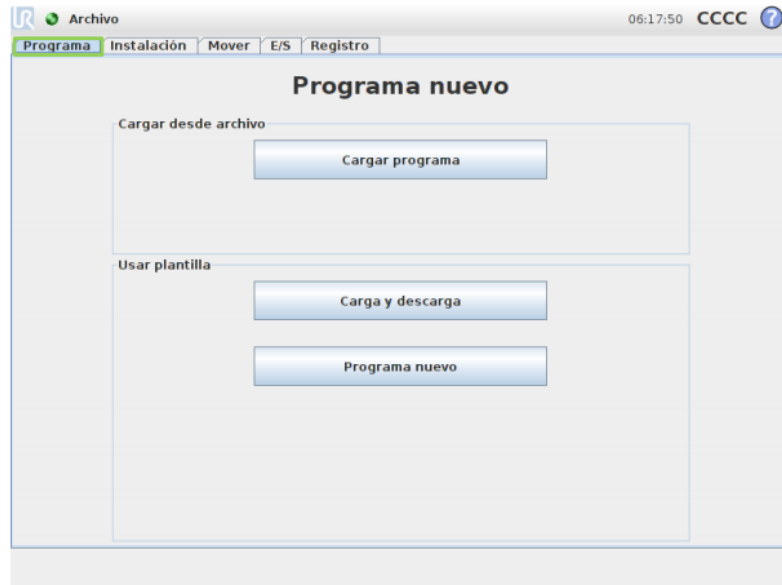 UR Archivo 06:17:50 CCCC ?
Programa Instalación Mover E/S Registro
Programa nuevo
Cargar desde archivo
Cargar programa
Usar plantilla
Carga y descarga
Programa nuevo